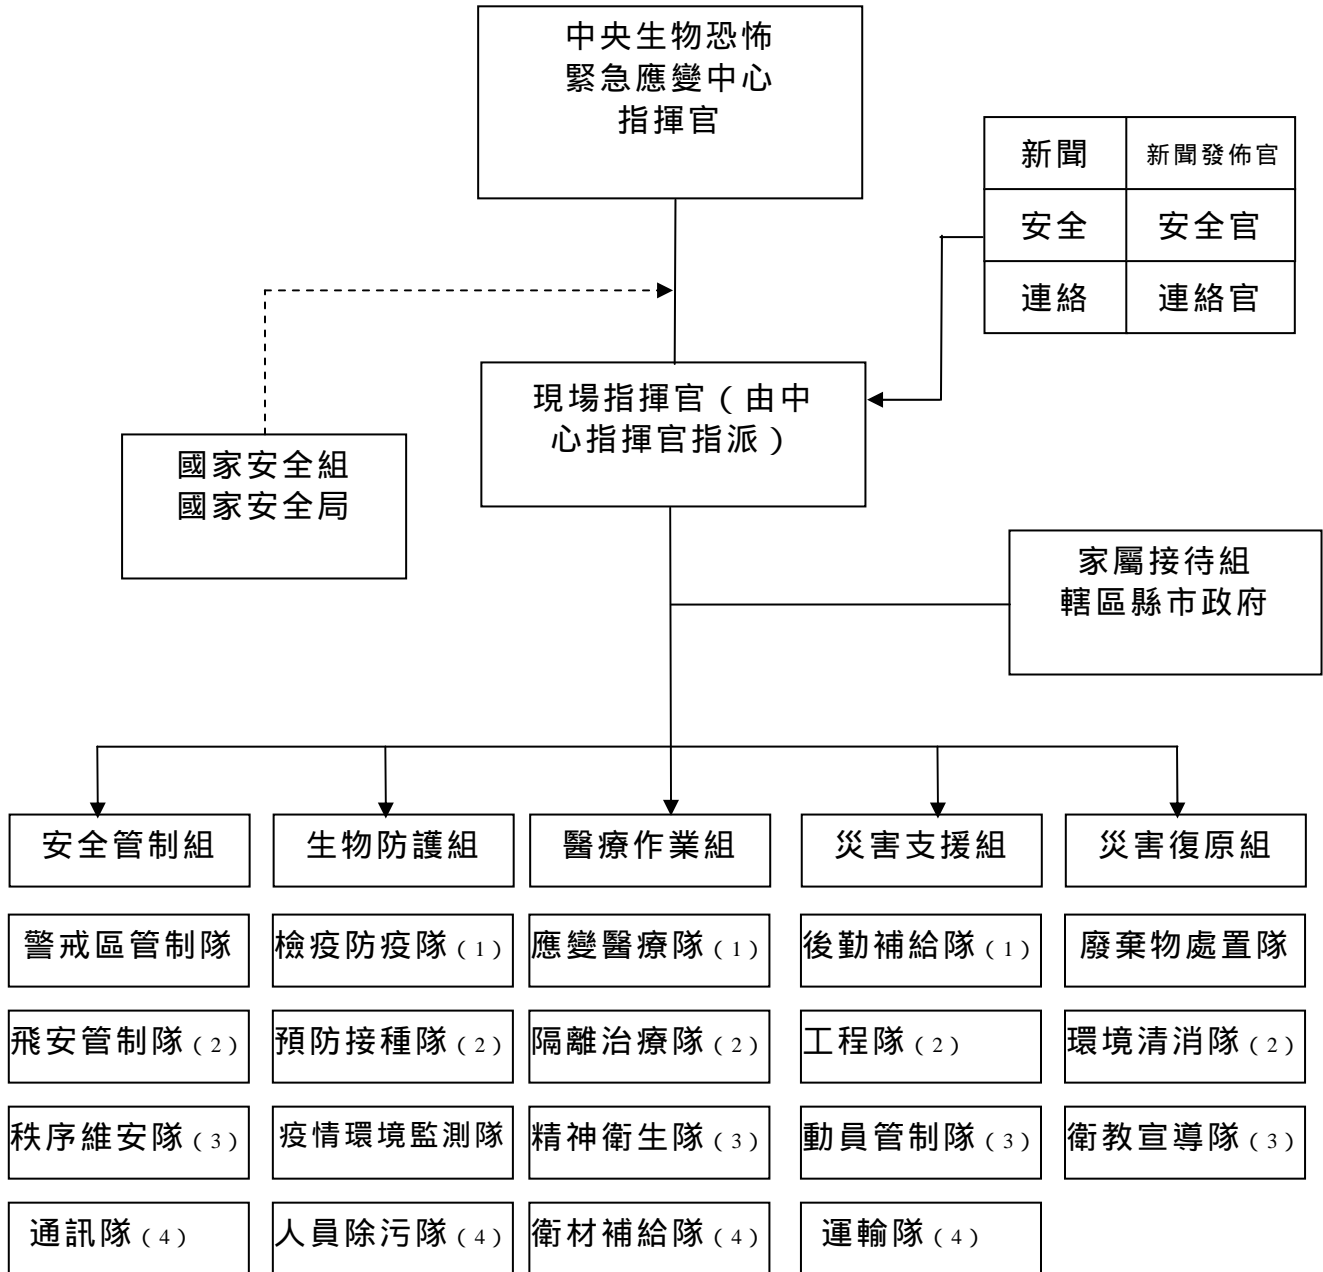 中央生物恐怖
緊急應變中心
指揮官
新聞 新聞發佈官
安全 安全官
連絡 連絡官
現場指揮官（由中
心指揮官指派）
國家安全組
國家安全局
家屬接待組
轄區縣市政府
安全管制組 生物防護組 醫療作業組 災害支援組 災害復原組
警戒區管制隊 檢疫防疫隊（1） 應變醫療隊（1） 後勤補給隊（1） 廢棄物處置隊
飛安管制隊（2） 預防接種隊（2） 隔離治療隊（2） 工程隊（2） 環境清消隊（2）
秩序維安隊（3） 疫情環境監測隊 精神衛生隊（3） 動員管制隊（3） 衛教宣導隊（3）
通訊隊（4） 人員除污隊（4） 衛材補給隊（4） 運輸隊（4）